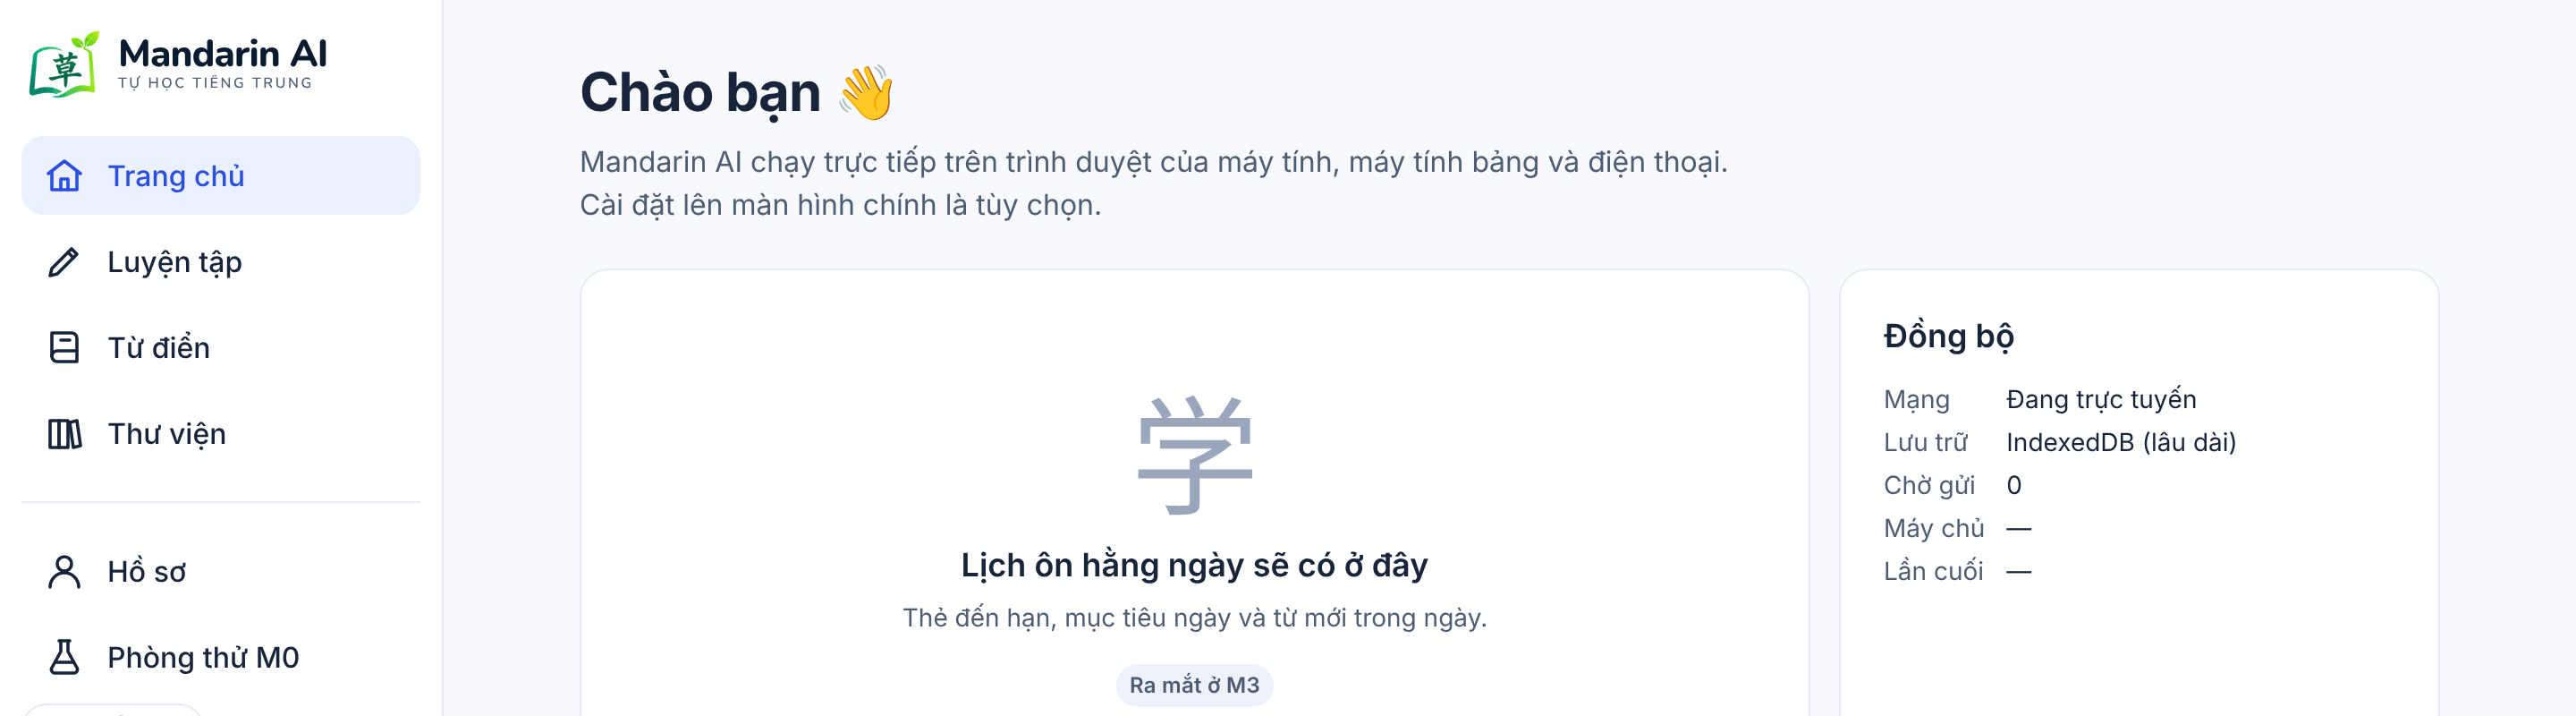 草
Mandarin AI
TỰ HỌC TIẾNG TRUNG
Trang chủ
Luyện tập
Từ điển
Thư viện
Hồ sơ
Phòng thử M0
Chào bạn 👋
Mandarin AI chạy trực tiếp trên trình duyệt của máy tính, máy tính bảng và điện thoại.
Cài đặt lên màn hình chính là tùy chọn.
学
Lịch ôn hằng ngày sẽ có ở đây
Thẻ đến hạn, mục tiêu ngày và từ mới trong ngày.
Ra mắt ở M3
Đồng bộ
Mạng Đang trực tuyến
Lưu trữ IndexedDB (lâu dài)
Chờ gửi 0
Máy chủ —
Lần cuối —